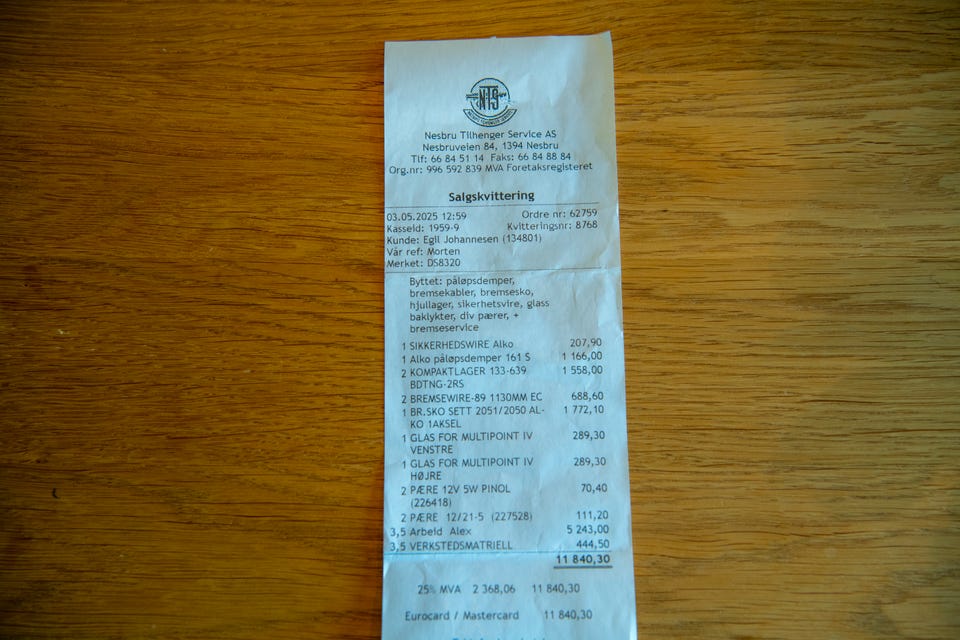 NTS
Nesbru Tilhenger Service AS
Nesbruveien 84, 1394 Nesbru
Tlf: 66 84 51 14 Faks: 66 84 88 84
Org.nr: 996 592 839 MVA Foretaksregisteret
Salgskvittering
03.05.2025 12:59 Ordre nr: 62759
Kasseid: 1959-9 Kvitteringsnr: 8768
Kunde: Egil Johannesen (134801)
Vår ref: Morten
Merket: DS8320
Byttet: påløpsdemper,
bremsekabler, bremsesko,
hjullager, sikerhetsvire, glass
baklykter, div pærer, +
bremseservice
1 SIKKERHEDSWIRE Alko 207,90
1 Alko påløpsdemper 161 S 1 166,00
2 KOMPAKTLAGER 133-639 1 558,00
BDTNG-2RS
2 BREMSEWIRE-89 1130MM EC 688,60
1 BR.SKO SETT 2051/2050 AL- 1 772,10
KO 1AKSEL
1 GLAS FOR MULTIPOINT IV 289,30
VENSTRE
1 GLAS FOR MULTIPOINT IV 289,30
HØJRE
2 PÆRE 12V 5W PINOL 70,40
(226418)
2 PÆRE 12/21-5 (227528) 111,20
3,5 Arbeid Alex 5 243,00
3,5 VERKSTEDSMATRIELL 444,50
11 840,30
25% MVA 2 368,06 11 840,30
Eurocard / Mastercard 11 840,30